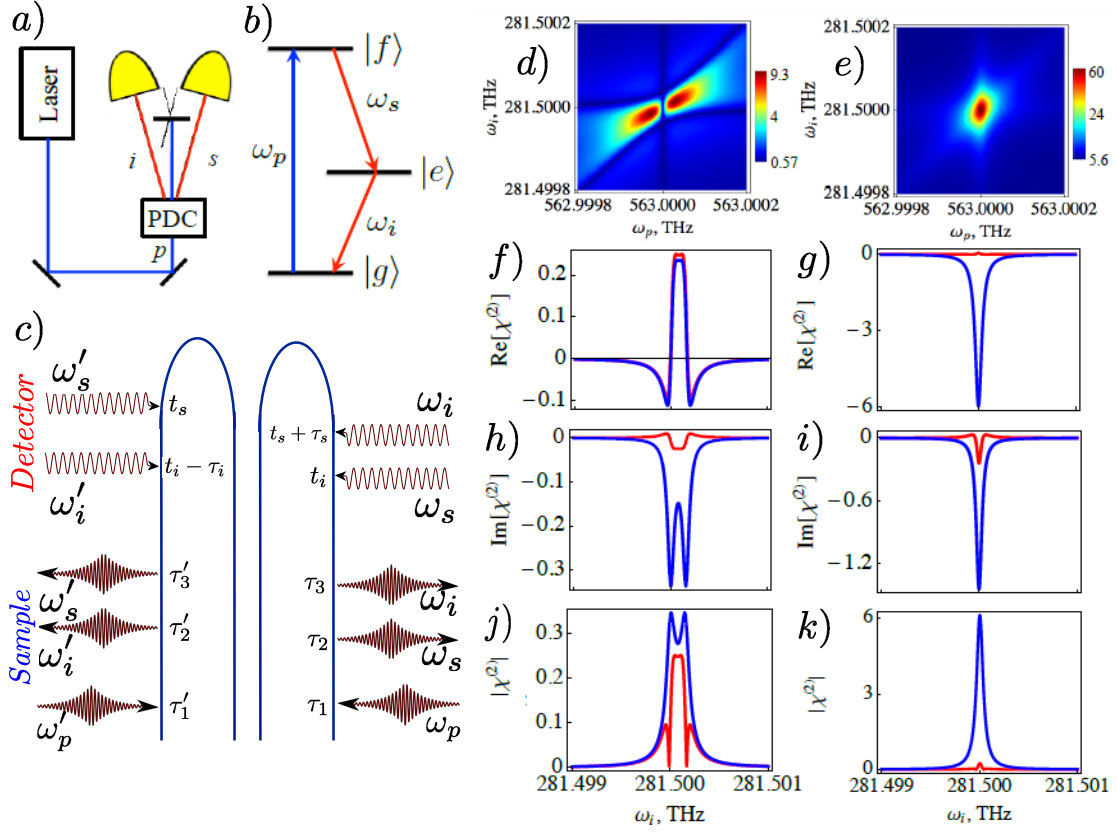 a)
Laser
i
s
PDC
p
b)
|f⟩
ω_s
ω_p
|e⟩
ω_i
|g⟩
c)
Detector
ω′_s
t_s
ω_i
t_s + τ_s
t_i − τ_i
t_i
ω′_i
ω_s
Sample
τ′_3
τ_3
ω′_s
ω_i
τ′_2
τ_2
ω′_i
ω_s
τ′_1
τ_1
ω′_p
ω_p
d)
281.5002
281.5000
281.4998
ω_i, THz
562.9998
563.0000
563.0002
ω_p, THz
9.3
4
0.57
e)
281.5002
281.5000
281.4998
ω_i, THz
562.9998
563.0000
563.0002
ω_p, THz
60
24
5.6
f)
Re[χ^(2)]
0.2
0.1
0
−0.1
g)
Re[χ^(2)]
0
−3
−6
h)
Im[χ^(2)]
0
−0.1
−0.2
−0.3
i)
Im[χ^(2)]
0
−0.6
−1.2
j)
|χ^(2)|
0.3
0.2
0.1
0
281.499
281.500
281.501
ω_i, THz
k)
|χ^(2)|
6
3
0
281.499
281.500
281.501
ω_i, THz